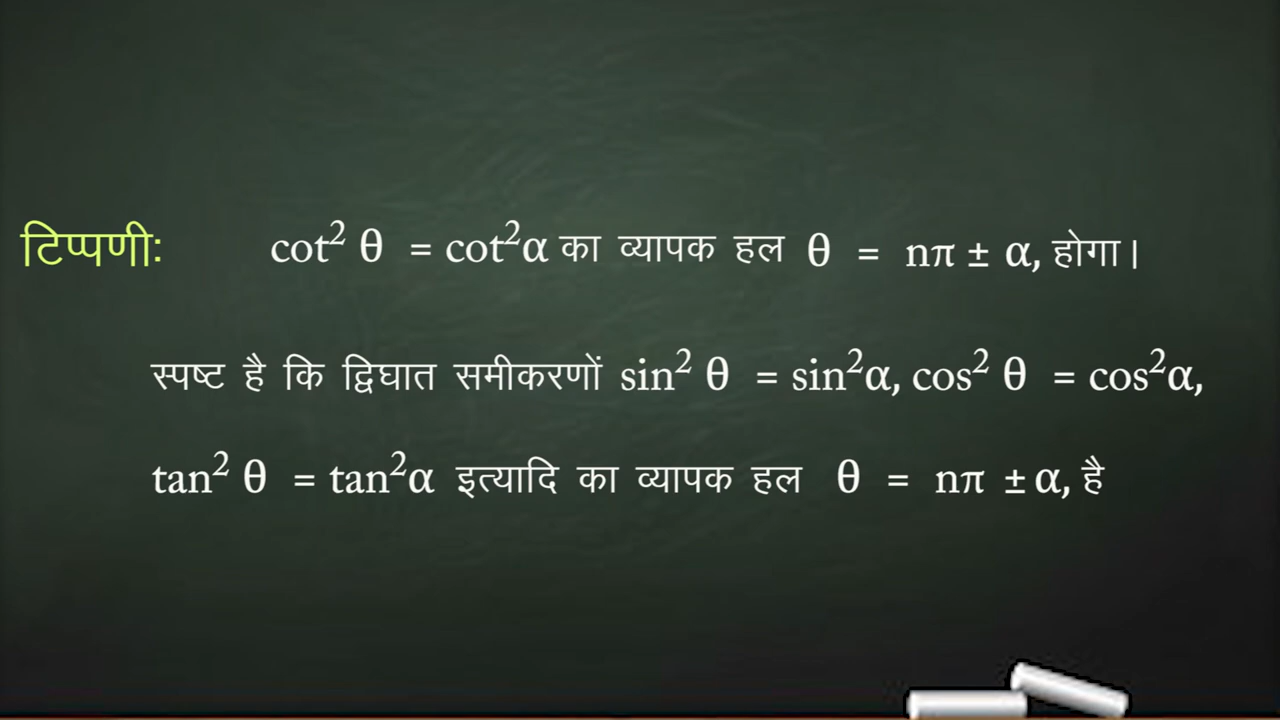 टिप्पणीः cot² θ = cot²α का व्यापक हल θ = nπ ± α, होगा।
स्पष्ट है कि द्विघात समीकरणों sin² θ = sin²α, cos² θ = cos²α,
tan² θ = tan²α इत्यादि का व्यापक हल θ = nπ ± α, है